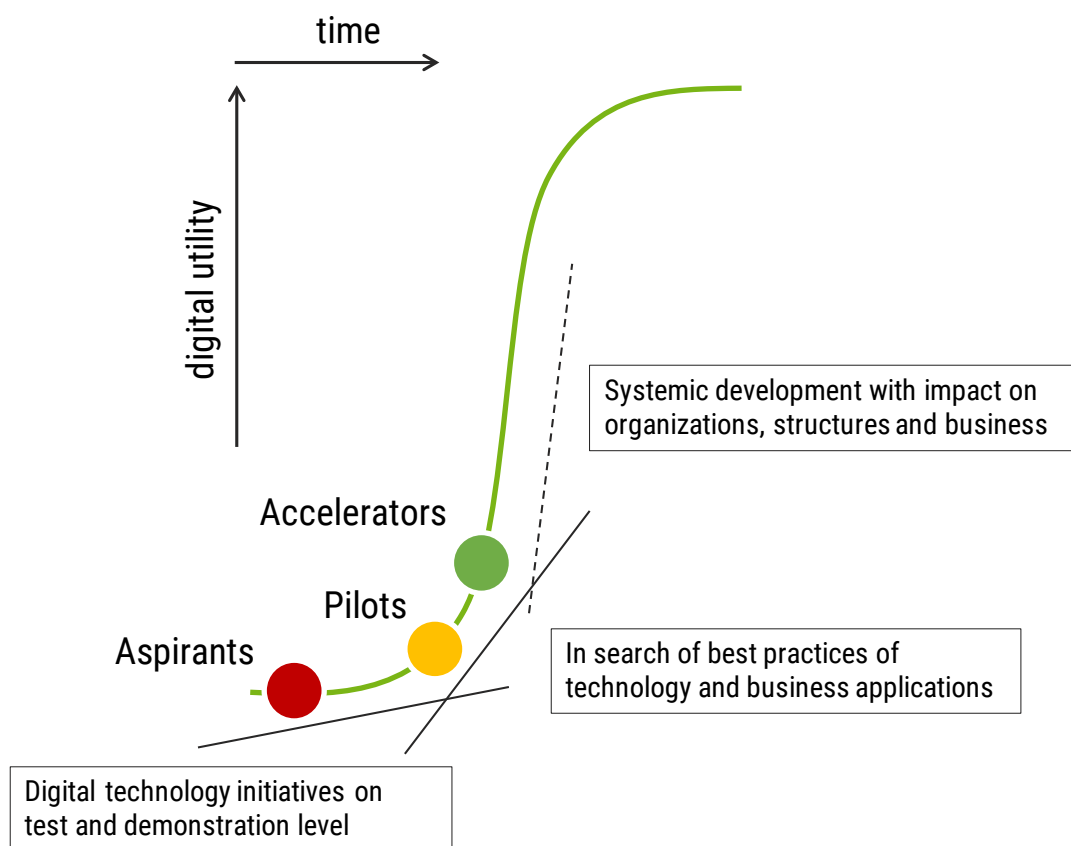 time
digital utility
Systemic development with impact on
organizations, structures and business
Accelerators
Pilots
Aspirants
In search of best practices of
technology and business applications
Digital technology initiatives on
test and demonstration level